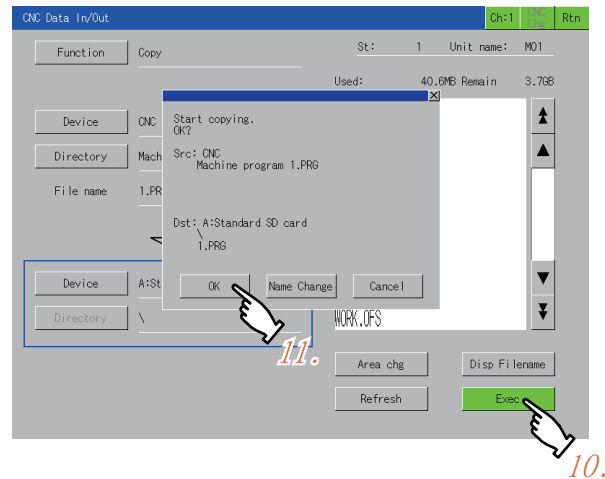 CNC Data In/Out Ch:1 CNC Chg Rtn
Function Copy St: 1 Unit name: M01
Used: 40.6MB Remain 3.7GB
Device CNC
Directory Mach
File name 1.PR
Start copying.
OK?
Src: CNC
Machine program 1.PRG
Dst: A:Standard SD card
\
1.PRG
OK Name Change Cancel
Device A:St
Directory \
WORK.OFS
11.
Area chg Disp Filename
Refresh Exec
10.